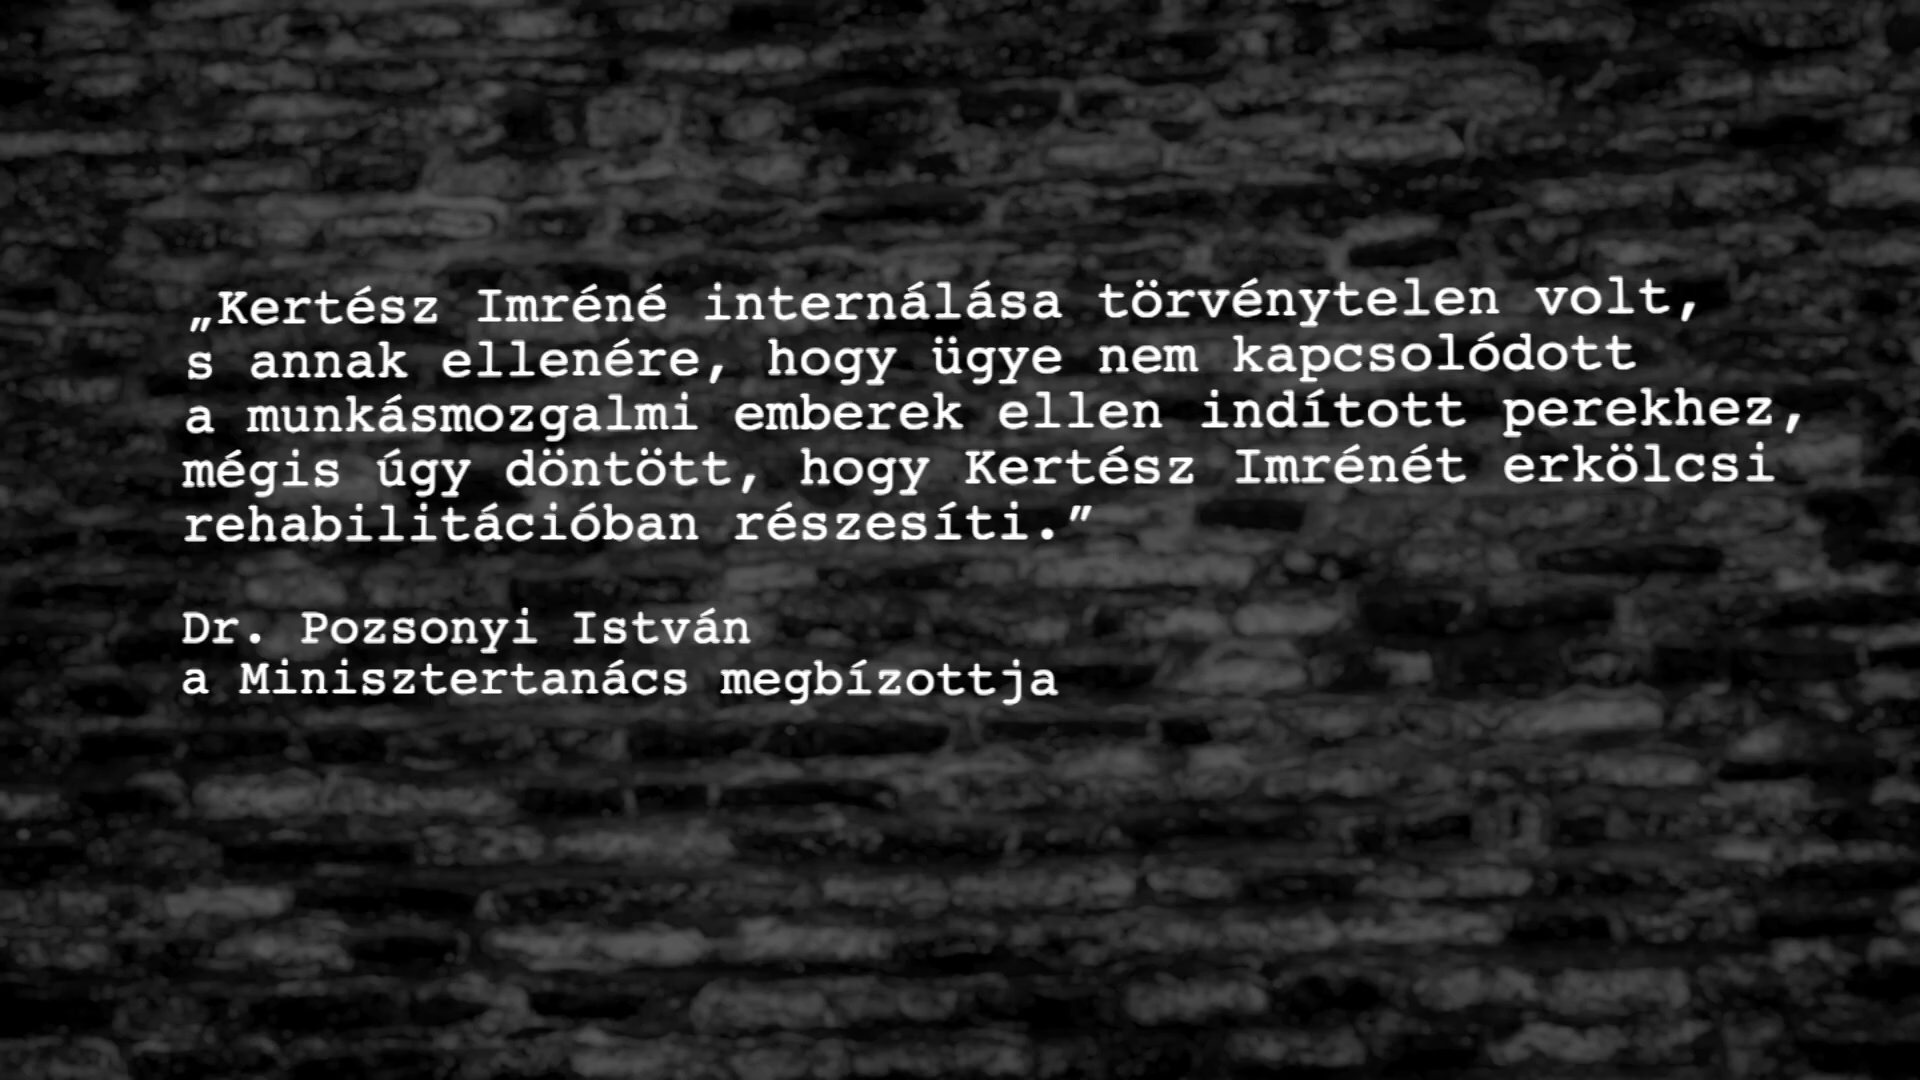 „Kertész Imréné internálása törvénytelen volt,
s annak ellenére, hogy ügye nem kapcsolódott
a munkásmozgalmi emberek ellen indított perekhez,
mégis úgy döntött, hogy Kertész Imrénét erkölcsi
rehabilitációban részesíti.”
Dr. Pozsonyi István
a Minisztertanács megbízottja